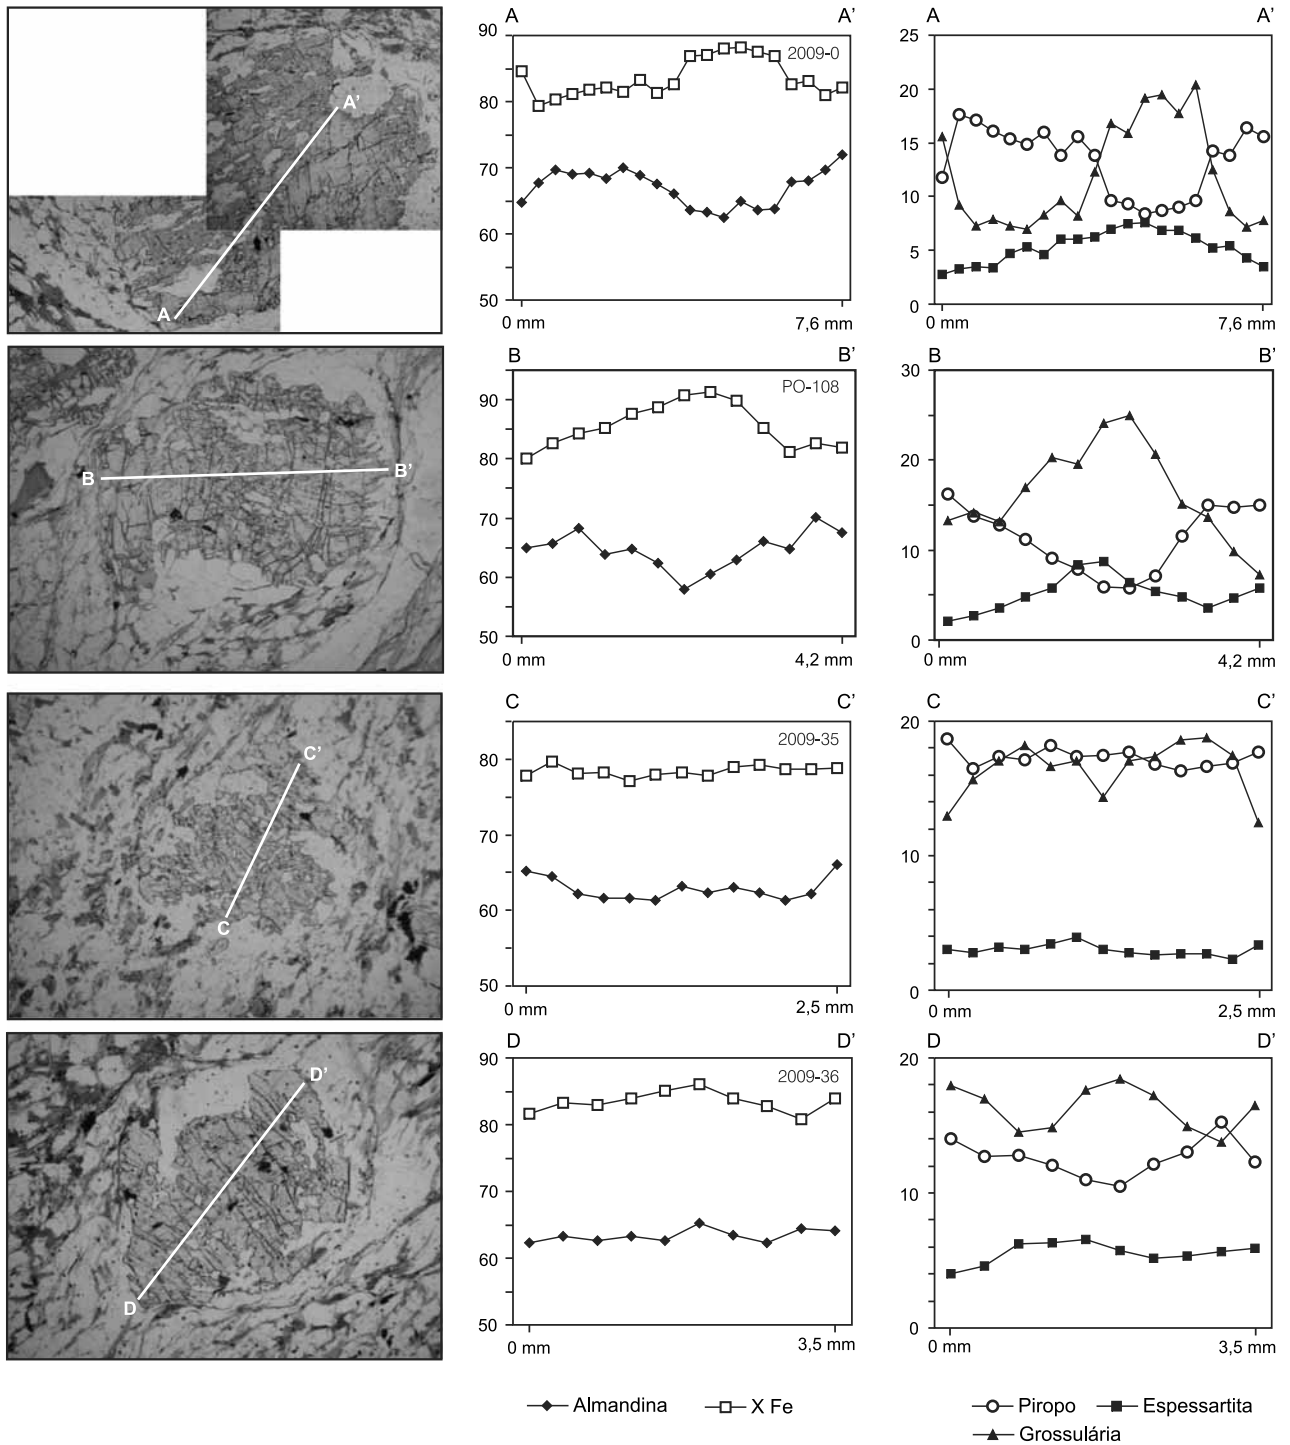 A A' A A'
90
80
70
60
50
2009-0
0 mm 7,6 mm
25
20
15
10
5
0
0 mm 7,6 mm
A'
A
B B' B B'
90
80
70
60
50
PO-108
0 mm 4,2 mm
30
20
10
0
0 mm 4,2 mm
B B'
C C' C C'
80
70
60
50
2009-35
0 mm 2,5 mm
20
10
0
0 mm 2,5 mm
C'
C
D D' D D'
90
80
70
60
50
2009-36
0 mm 3,5 mm
20
10
0
0 mm 3,5 mm
D'
D
Almandina X Fe
Piropo Espessartita
Grossulária